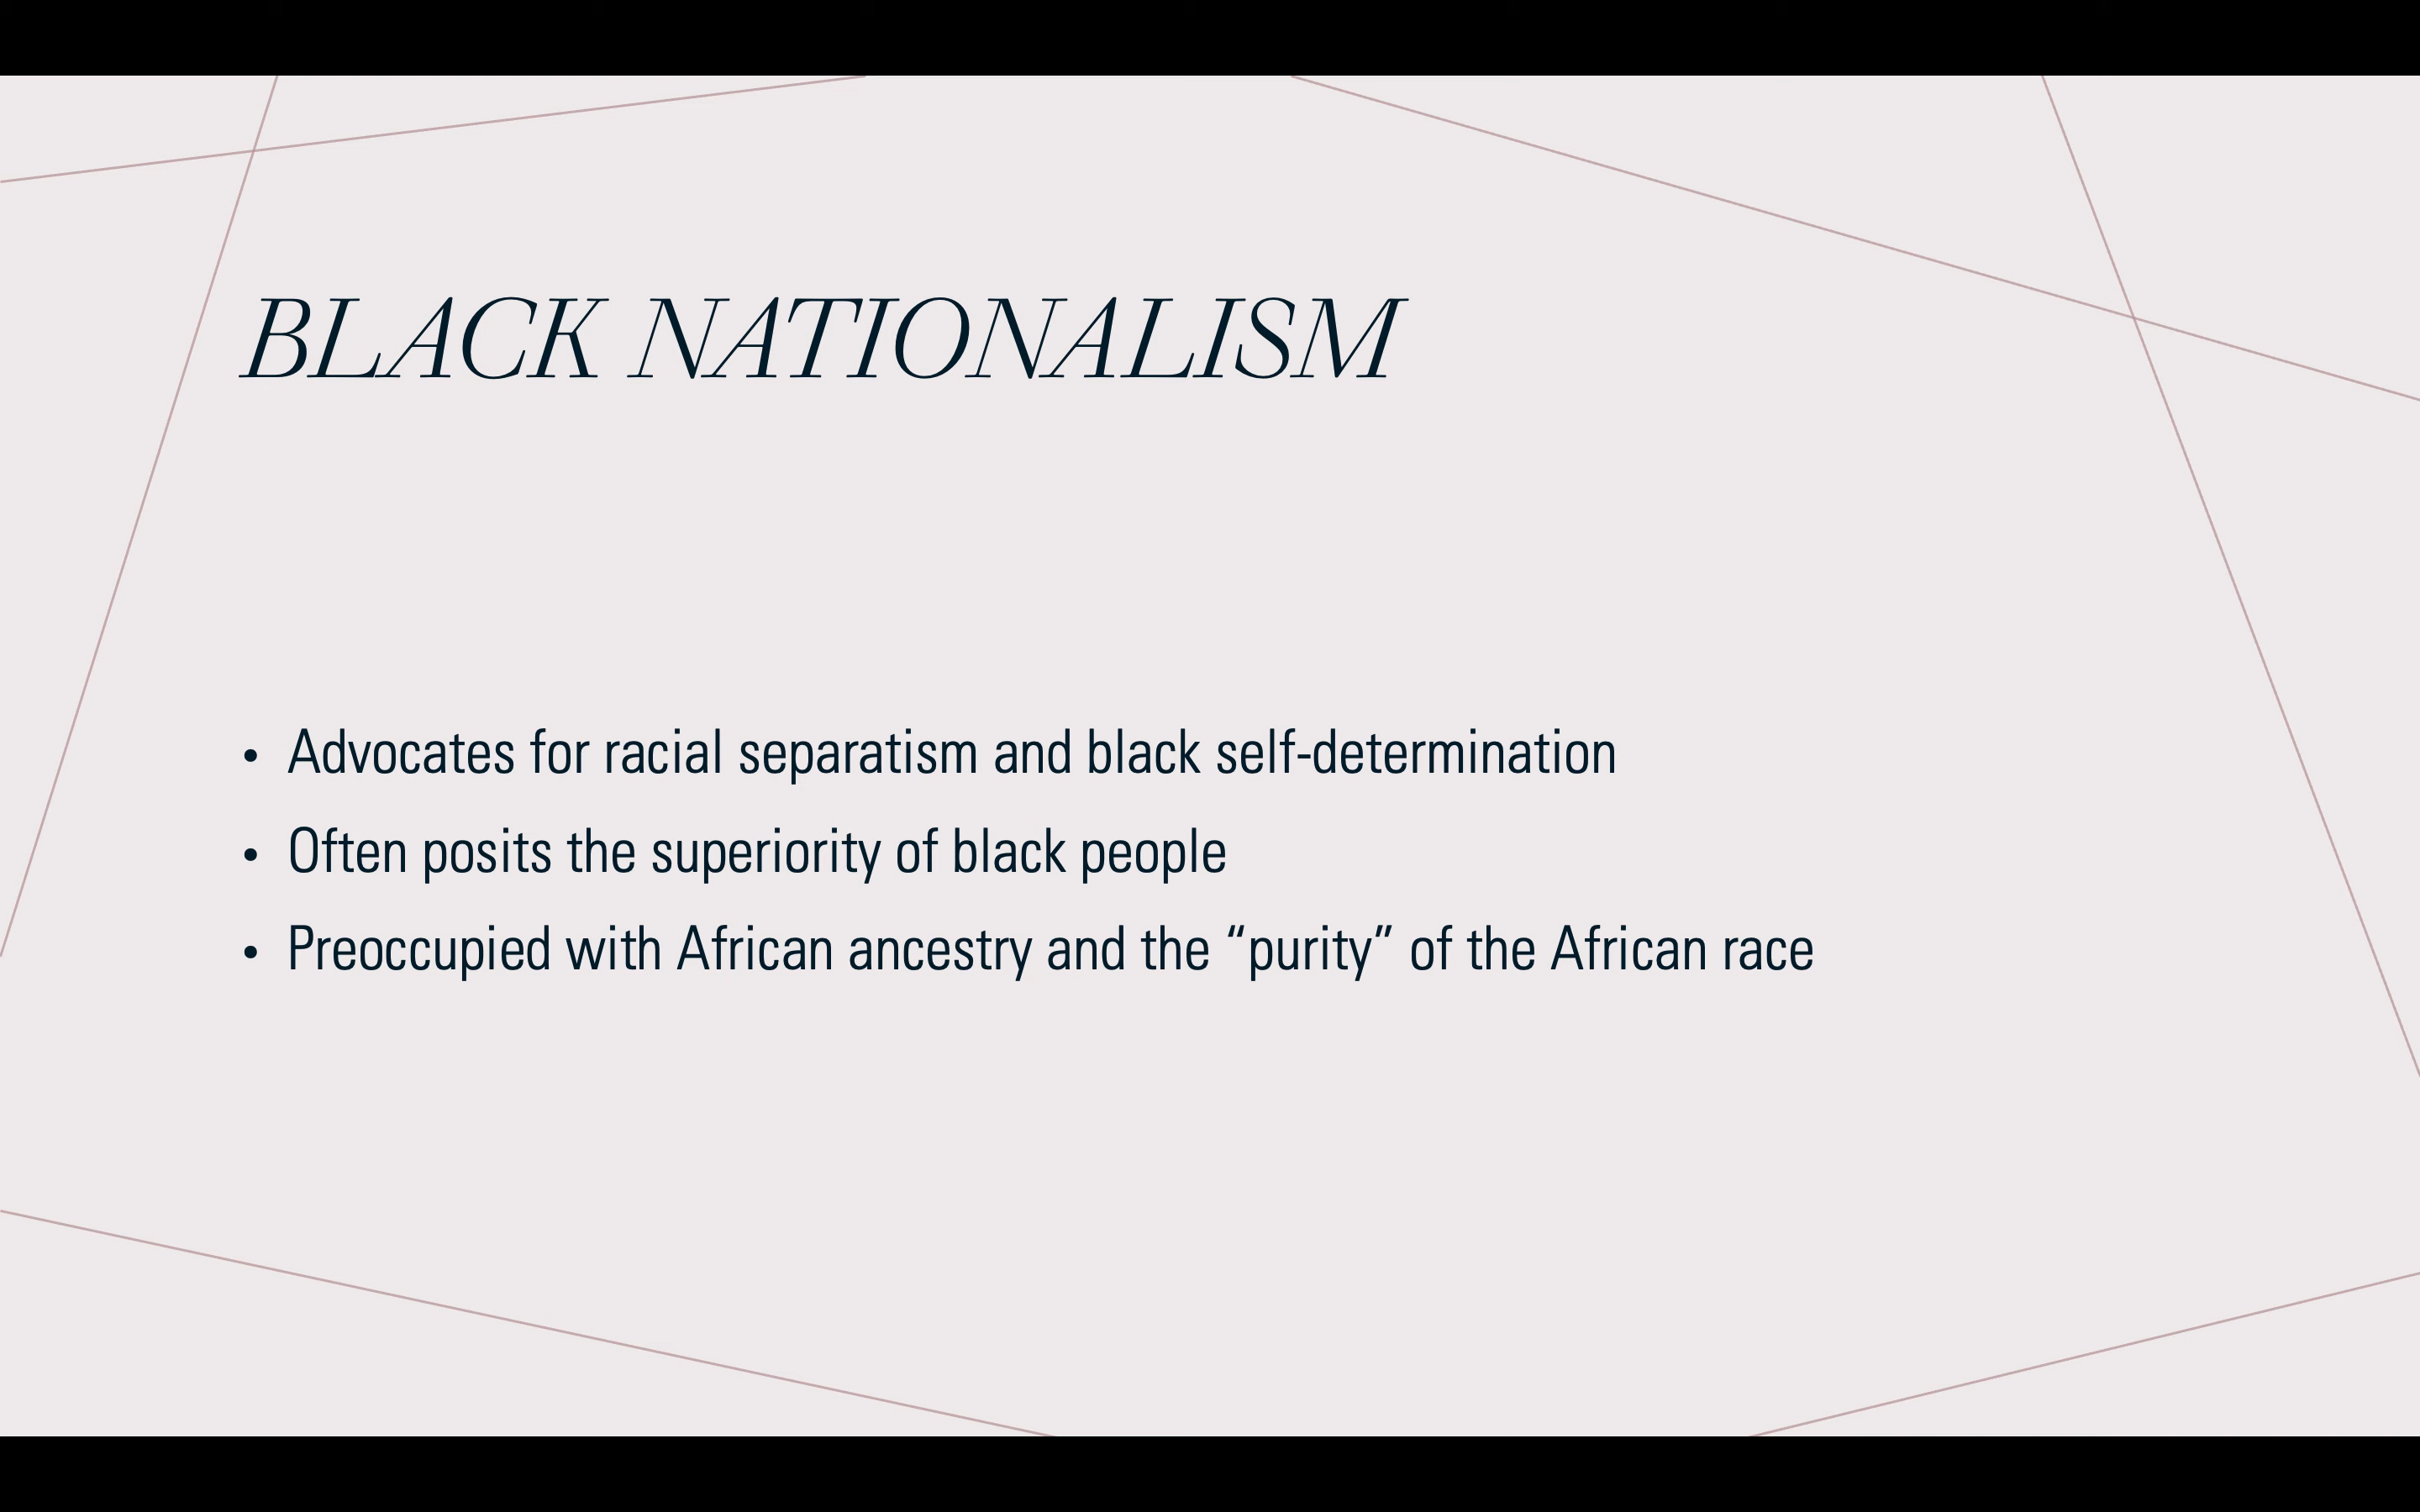 BLACK NATIONALISM
• Advocates for racial separatism and black self-determination
• Often posits the superiority of black people
• Preoccupied with African ancestry and the “purity” of the African race